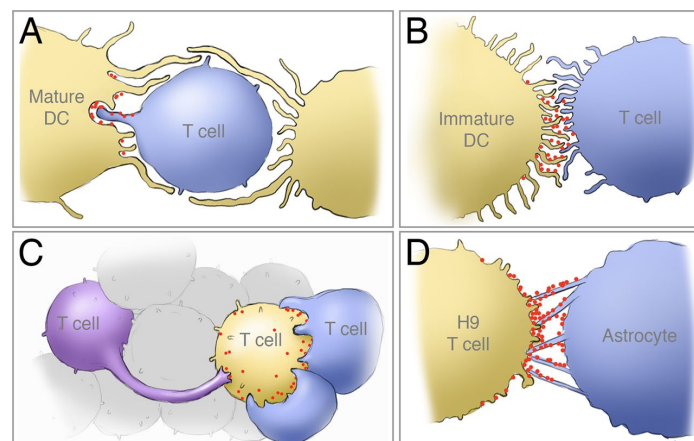 A
Mature
DC
T cell
B
Immature
DC
T cell
C
T cell
T cell
T cell
D
H9
T cell
Astrocyte